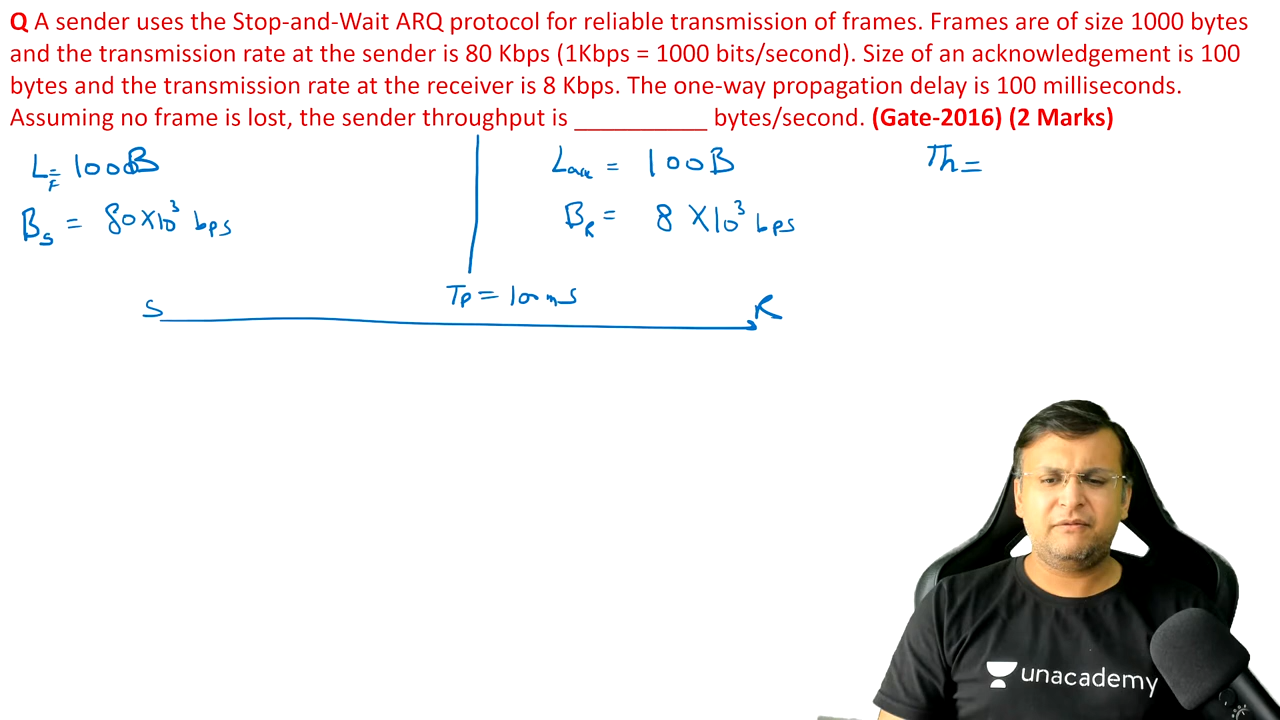 Q A sender uses the Stop-and-Wait ARQ protocol for reliable transmission of frames. Frames are of size 1000 bytes
and the transmission rate at the sender is 80 Kbps (1Kbps = 1000 bits/second). Size of an acknowledgement is 100
bytes and the transmission rate at the receiver is 8 Kbps. The one-way propagation delay is 100 milliseconds.
Assuming no frame is lost, the sender throughput is __________ bytes/second. (Gate-2016) (2 Marks)
L_F = 1000B
B_S = 80×10³ bps
L_ack = 100B
B_R = 8 ×10³ bps
Th =
Tp = 100ms
S
R
unacademy